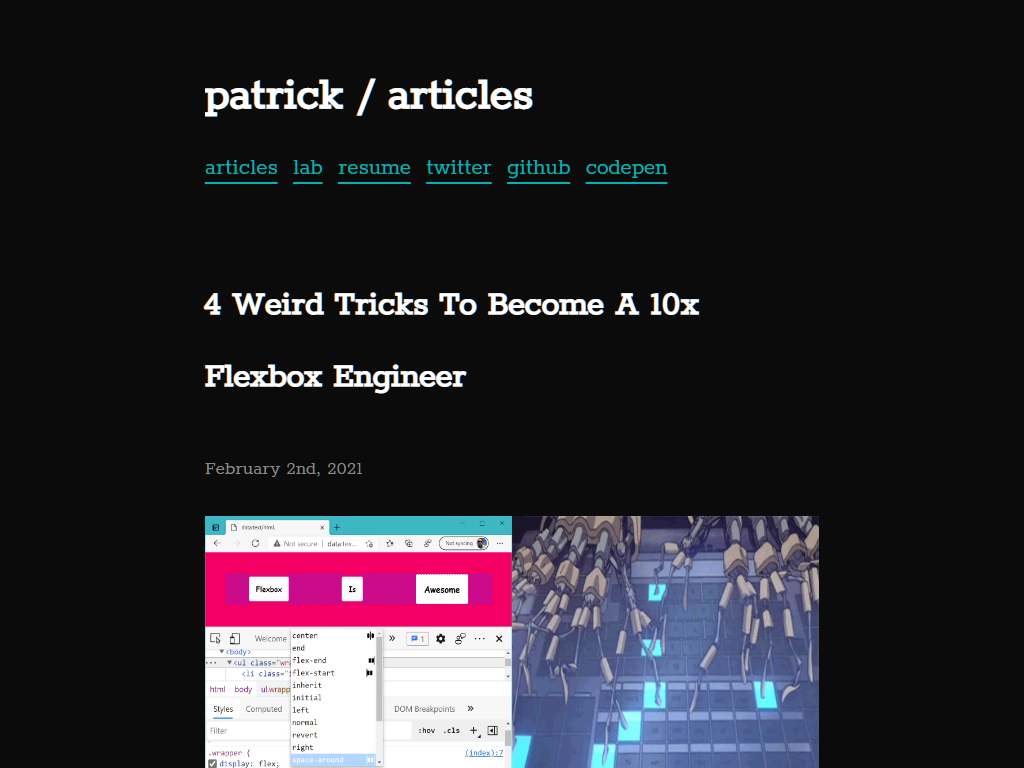 patrick / articles
articles lab resume twitter github codepen
4 Weird Tricks To Become A 10x
Flexbox Engineer
February 2nd, 2021
data:text/html,
Not secure | data:tex... Not syncing
Flexbox Is Awesome
Welcome 1
center
end
flex-end
flex-start
inherit
initial
left
normal
revert
right
space-around
<body>
<ul class="wra
<li class="
html body ul.wrapp
Styles Computed DOM Breakpoints
Filter :hov .cls
.wrapper { (index):7
display: flex;